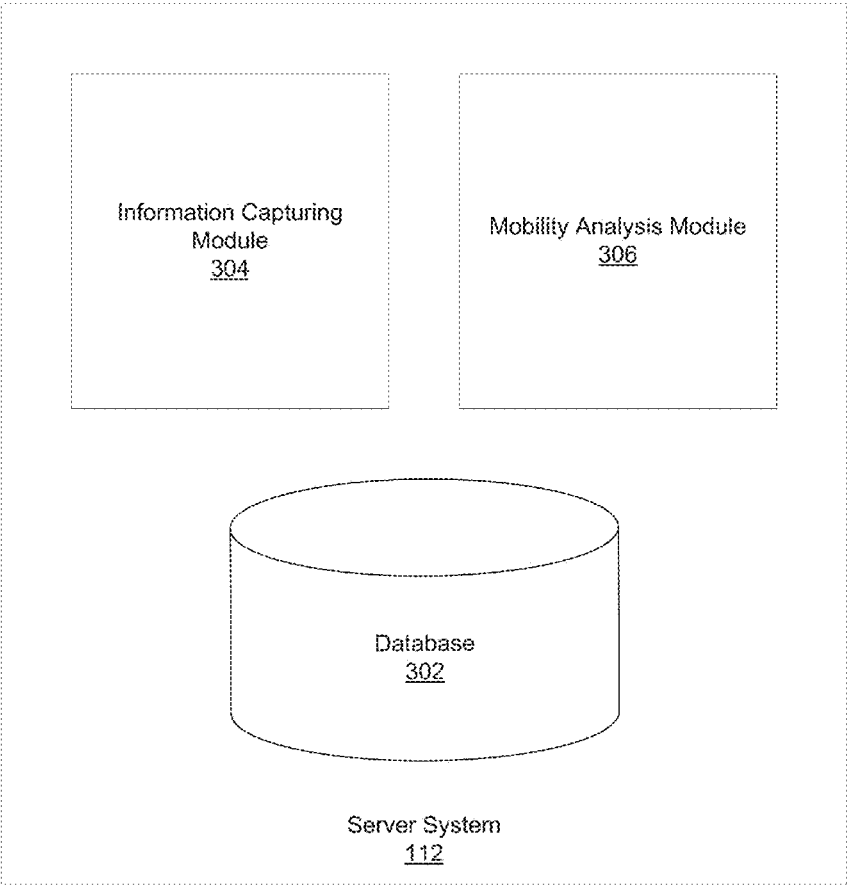 Information Capturing
Module
304
Mobility Analysis Module
306
Database
302
Server System
112